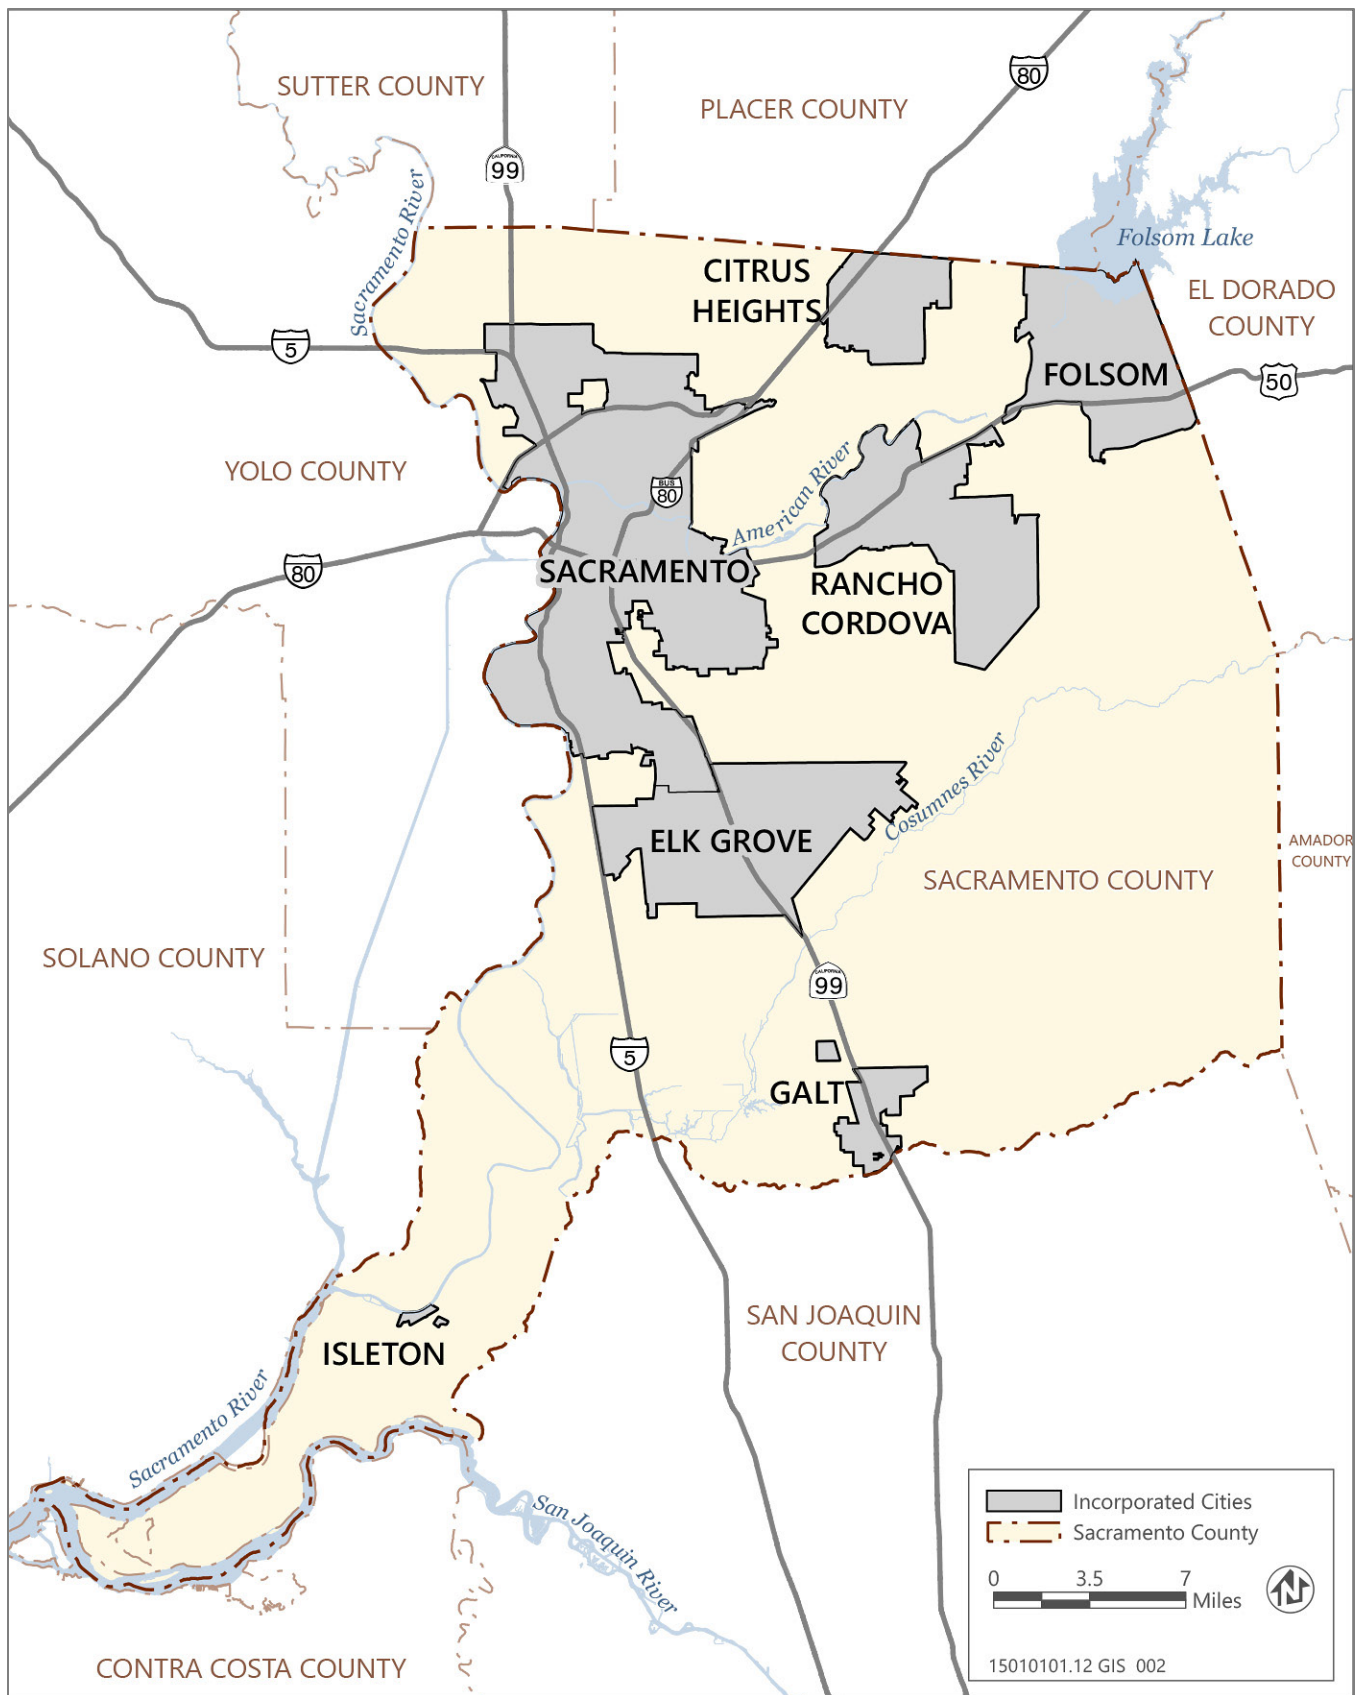 SUTTER COUNTY
PLACER COUNTY
80
CALIFORNIA
99
Sacramento River
Folsom Lake
CITRUS
HEIGHTS
EL DORADO
COUNTY
5
FOLSOM
50
YOLO COUNTY
BUS
80
American River
80
SACRAMENTO
RANCHO
CORDOVA
Cosumnes River
ELK GROVE
AMADOR
COUNTY
SACRAMENTO COUNTY
SOLANO COUNTY
CALIFORNIA
99
5
GALT
SAN JOAQUIN
COUNTY
ISLETON
Sacramento River
San Joaquin River
CONTRA COSTA COUNTY
Incorporated Cities
Sacramento County
0 3.5 7
Miles
N
15010101.12 GIS 002